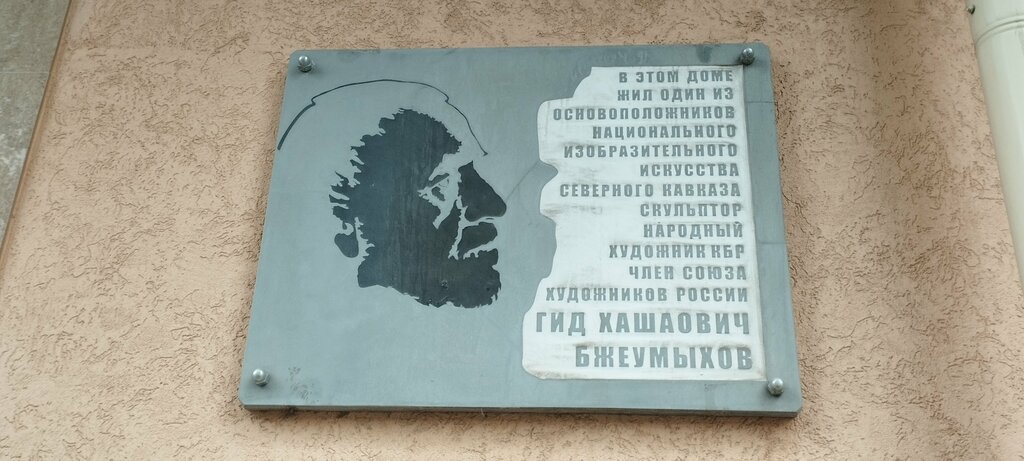 В ЭТОМ ДОМЕ
ЖИЛ ОДИН ИЗ
ОСНОВОПОЛОЖНИКОВ
НАЦИОНАЛЬНОГО
ИЗОБРАЗИТЕЛЬНОГО
ИСКУССТВА
СЕВЕРНОГО КАВКАЗА
СКУЛЬПТОР
НАРОДНЫЙ
ХУДОЖНИК КБР
ЧЛЕН СОЮЗА
ХУДОЖНИКОВ РОССИИ
ГИД ХАШАОВИЧ
БЖЕУМЫХОВ